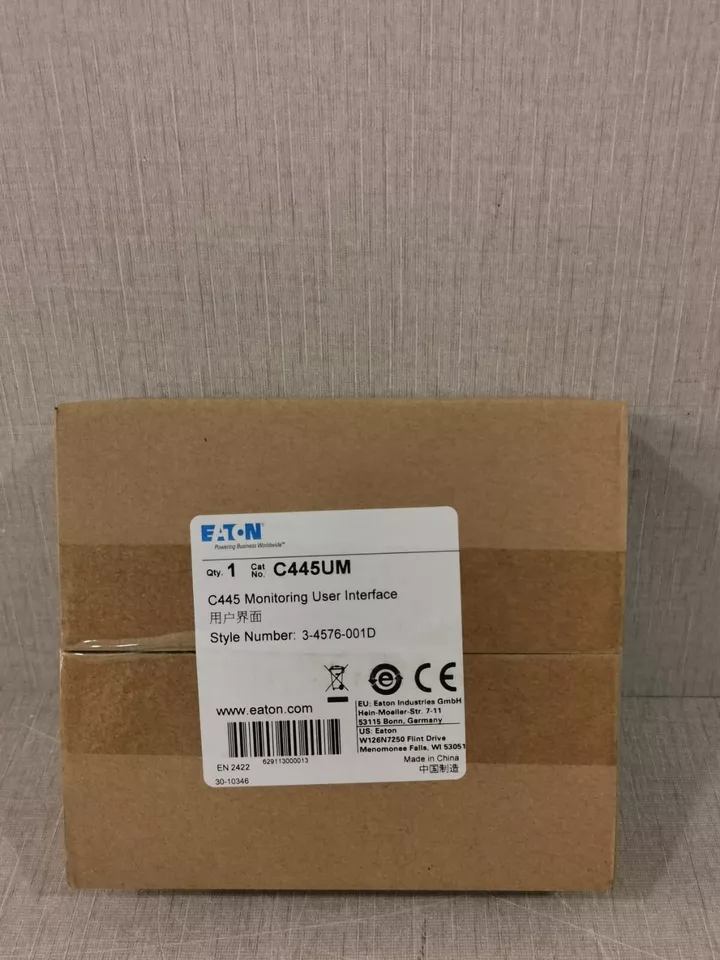 EATON
Powering Business Worldwide™
Qty. 1 Cat No. C445UM
C445 Monitoring User Interface
用户界面
Style Number: 3-4576-001D
e
CE
www.eaton.com
EU: Eaton Industries GmbH
Hein-Moeller-Str. 7-11
53115 Bonn, Germany
US: Eaton
W126N7250 Flint Drive
Menomonee Falls, WI 53051
Made in China
中国制造
629113000013
EN 2422
30-10346